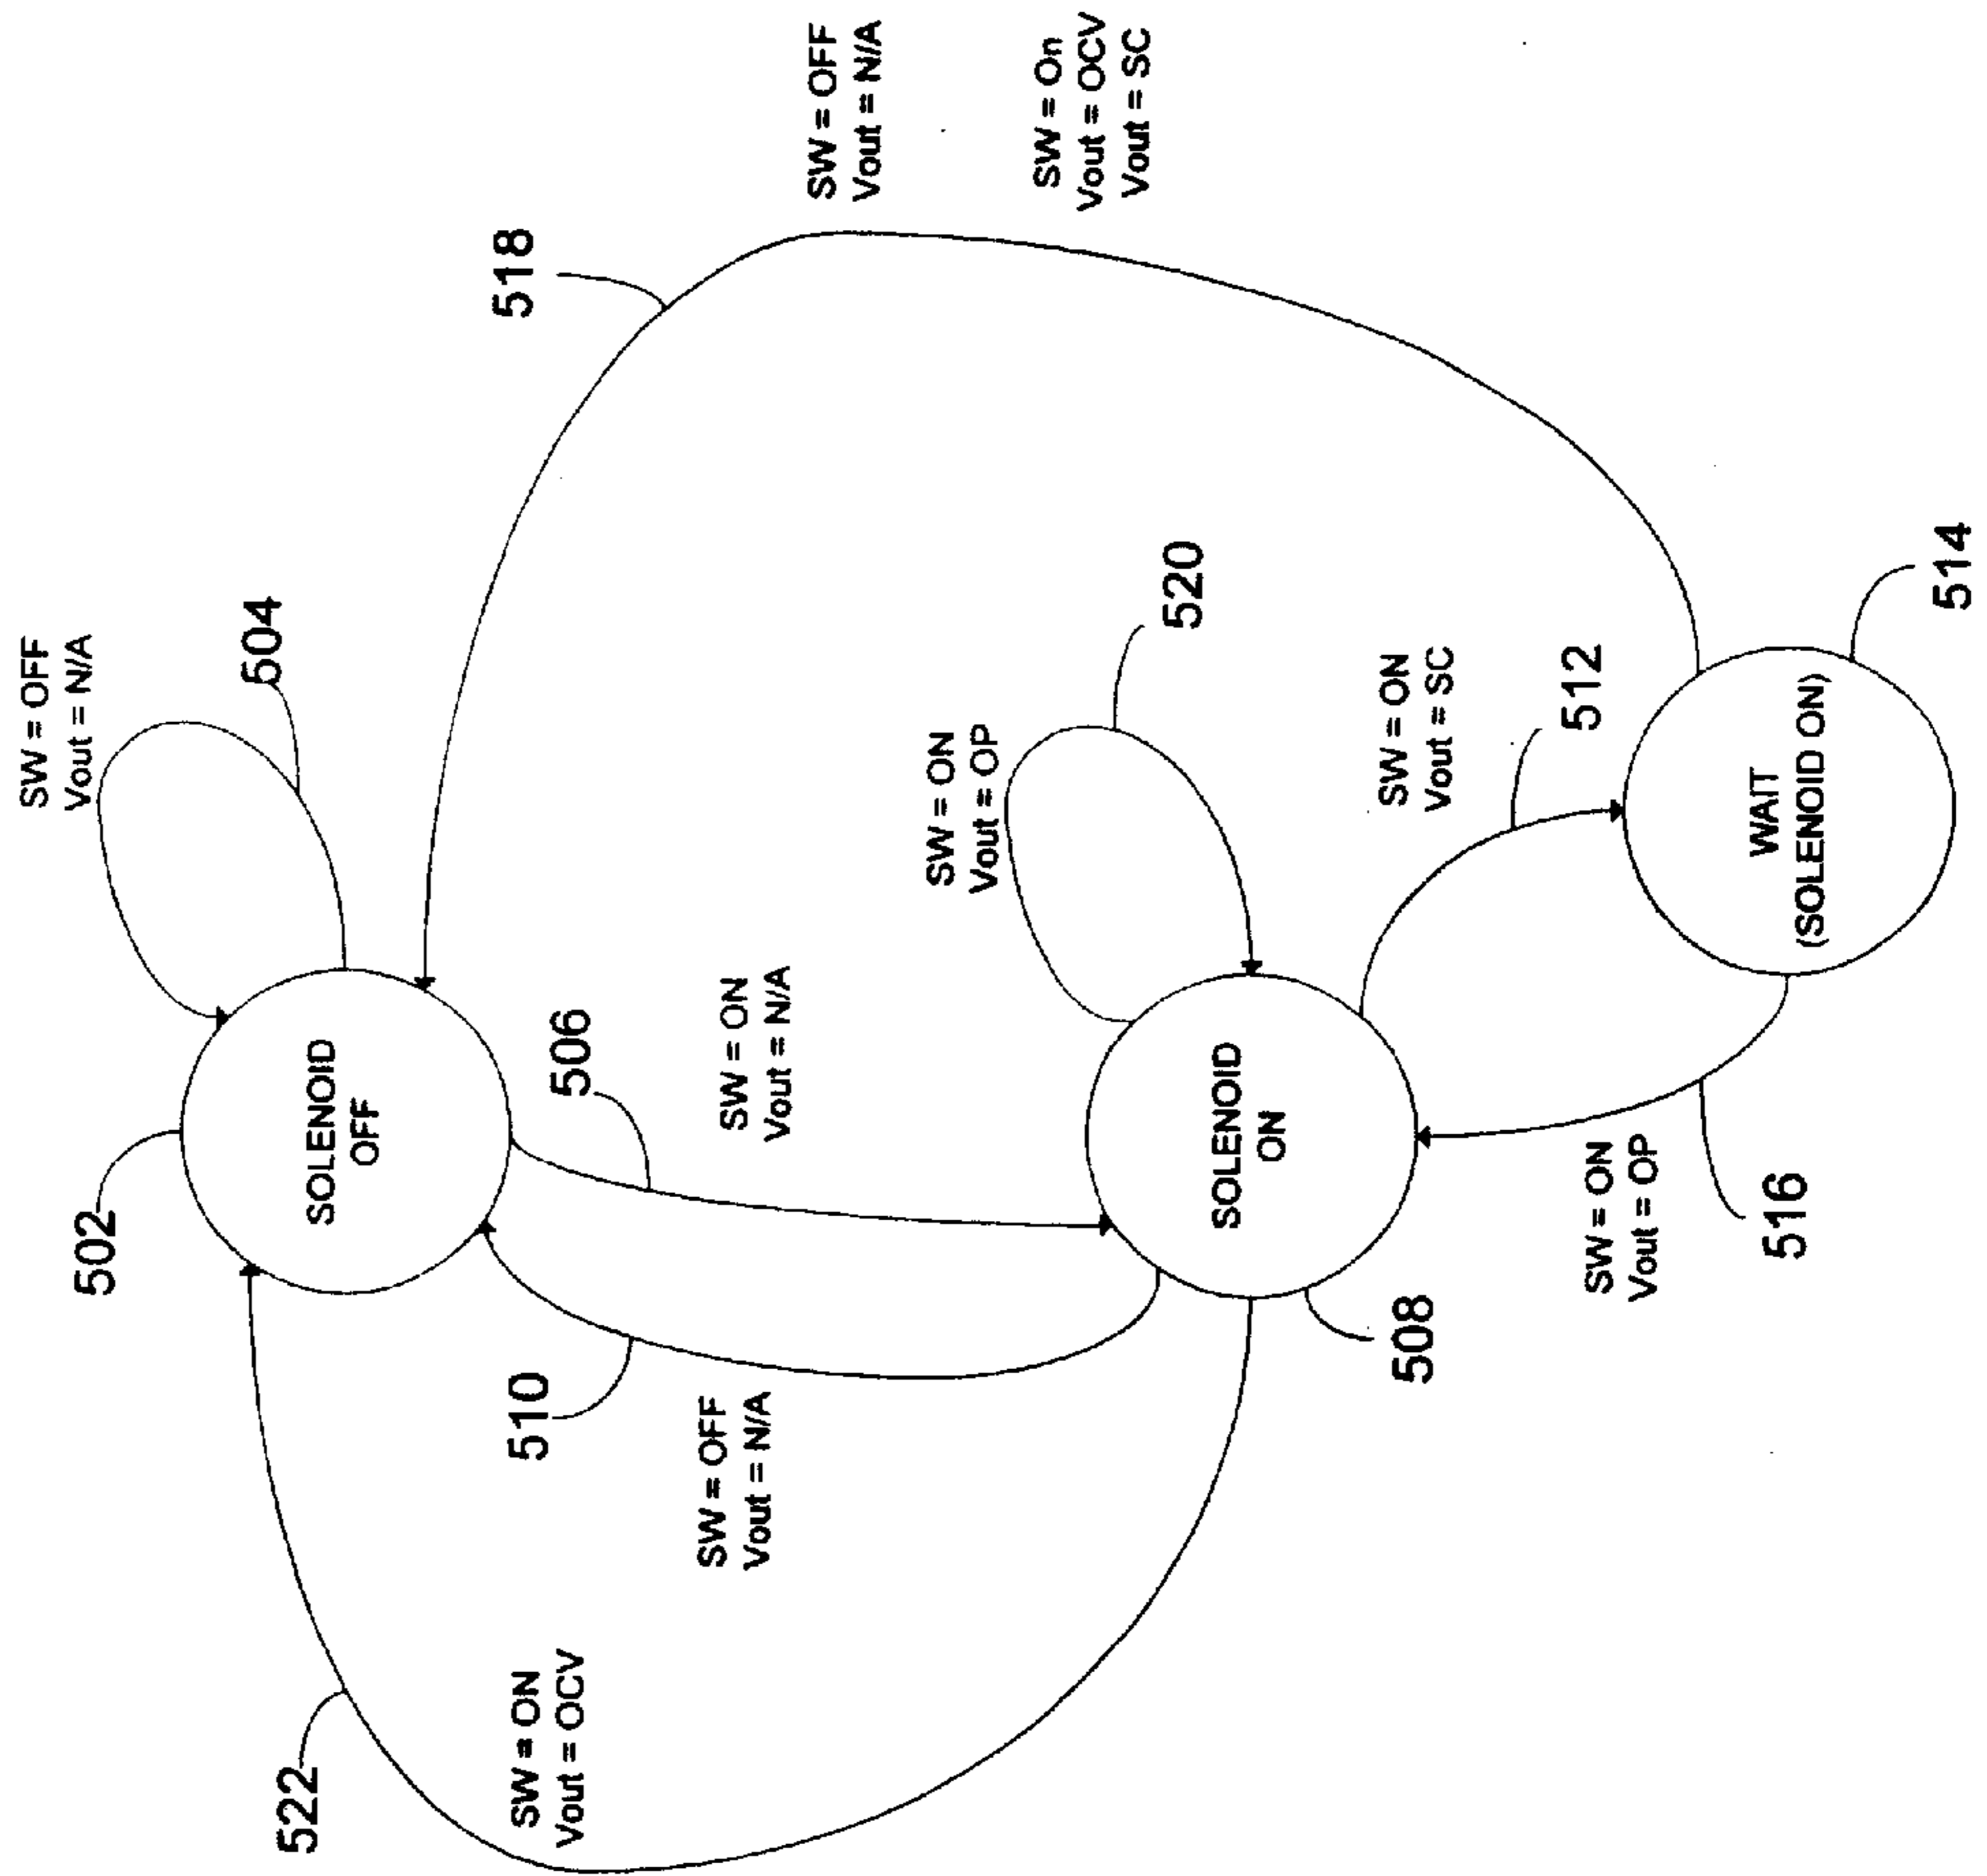 SW = OFF
Vout = N/A
504
502
SOLENOID
OFF
518
SW = OFF
Vout = N/A
SW = On
Vout = OCV
Vout = SC
522
SW = ON
Vout = OCV
510
SW = OFF
Vout = N/A
506
SW = ON
Vout = N/A
SW = ON
Vout = OP
520
SOLENOID
ON
508
SW = ON
Vout = SC
512
SW = ON
Vout = OP
516
WAIT
(SOLENOID ON)
514